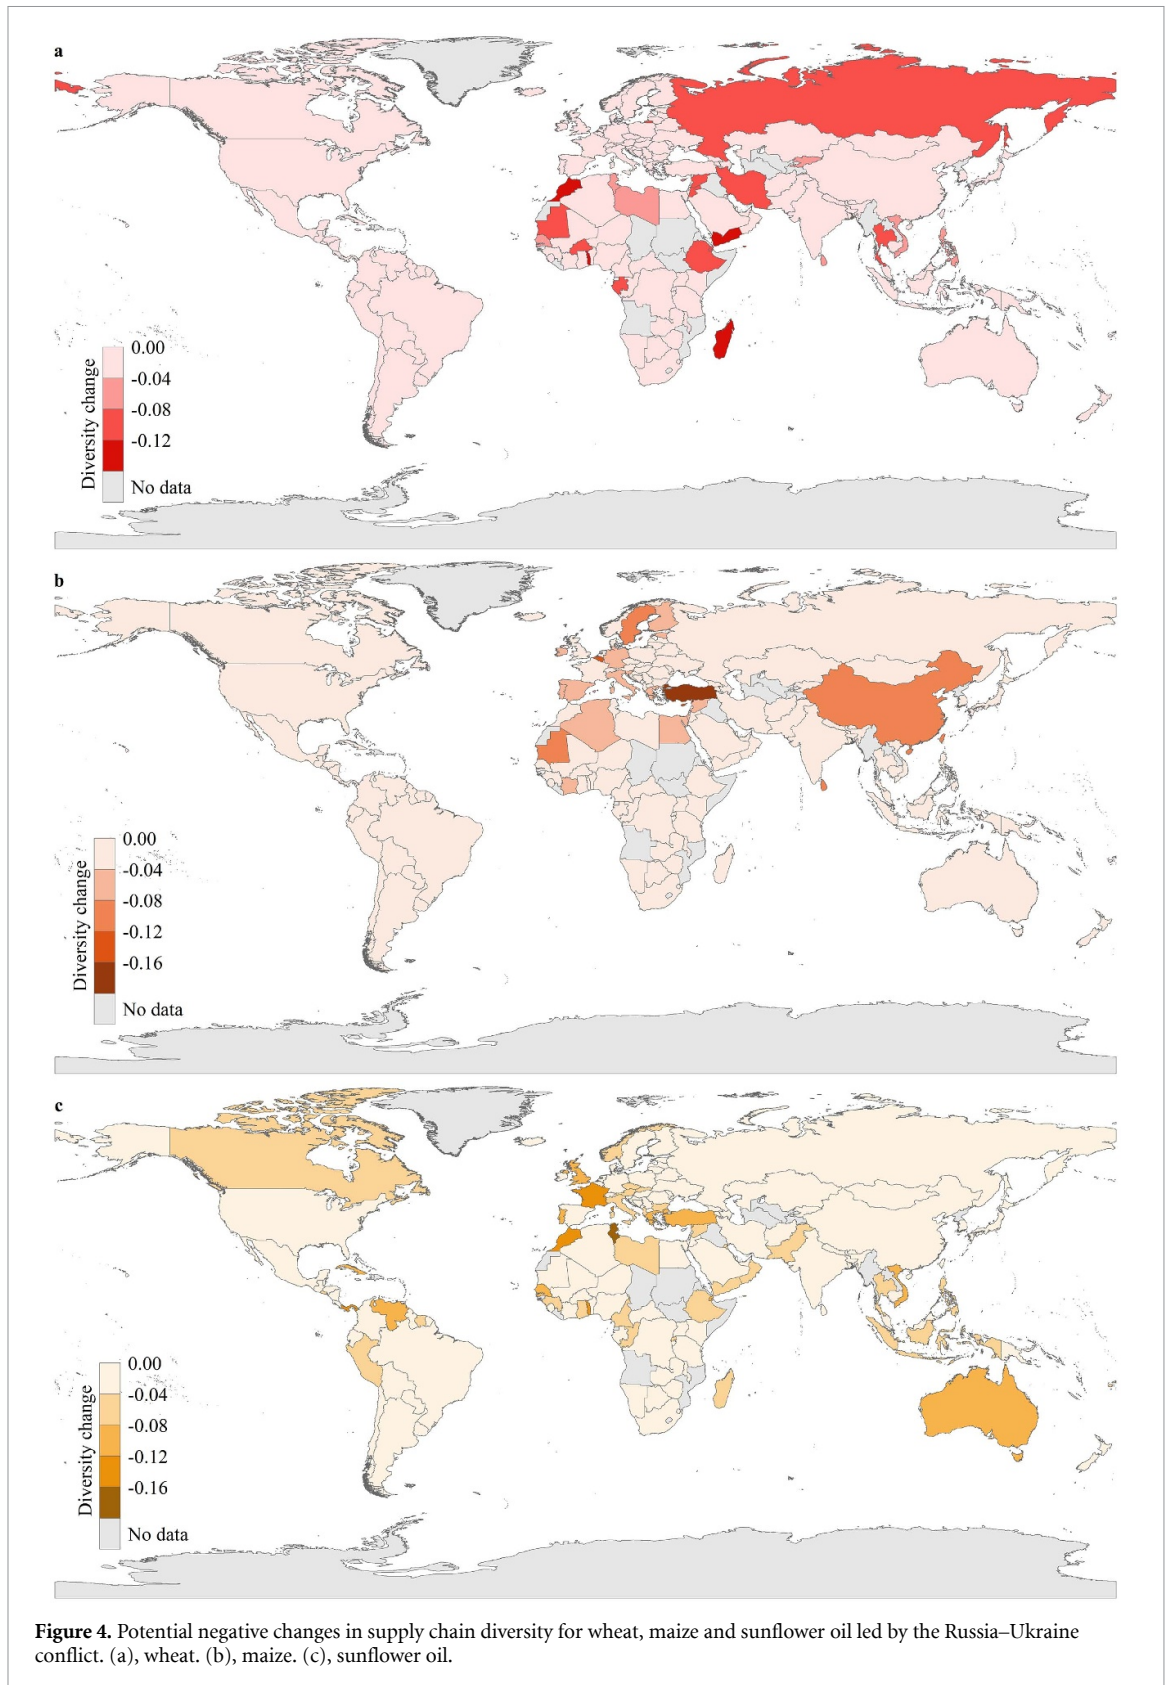 a
0.00
-0.04
-0.08
-0.12
No data
Diversity change
b
0.00
-0.04
-0.08
-0.12
-0.16
No data
Diversity change
c
0.00
-0.04
-0.08
-0.12
-0.16
No data
Diversity change
Figure 4. Potential negative changes in supply chain diversity for wheat, maize and sunflower oil led by the Russia–Ukraine
conflict. (a), wheat. (b), maize. (c), sunflower oil.